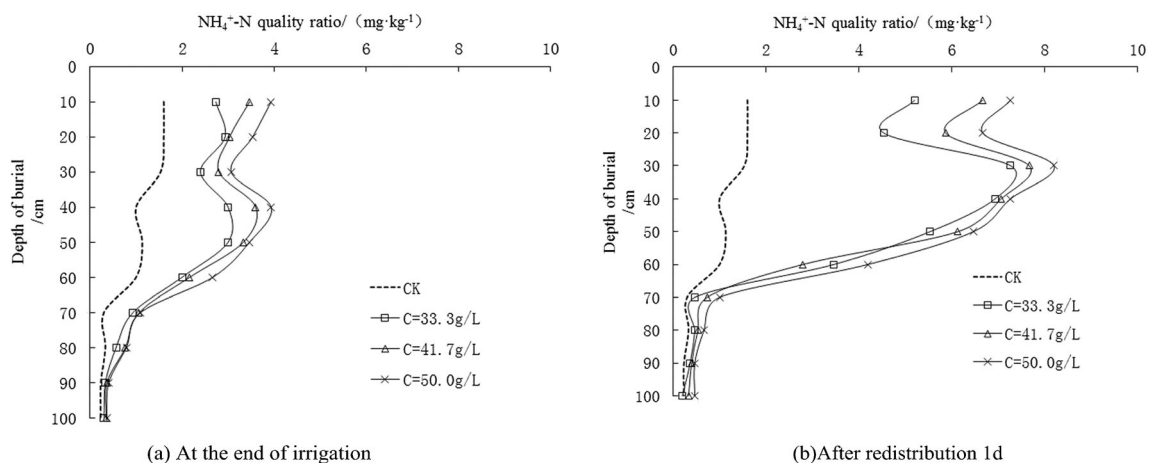 NH₄⁺-N quality ratio/（mg·kg⁻¹）
0 2 4 6 8 10
0
10
20
30
40
50
60
70
80
90
100
Depth of burial
/cm
CK
C=33.3g/L
C=41.7g/L
C=50.0g/L
(a) At the end of irrigation
NH₄⁺-N quality ratio/（mg·kg⁻¹）
0 2 4 6 8 10
0
10
20
30
40
50
60
70
80
90
100
Depth of burial
/cm
CK
C=33.3g/L
C=41.7g/L
C=50.0g/L
(b)After redistribution 1d